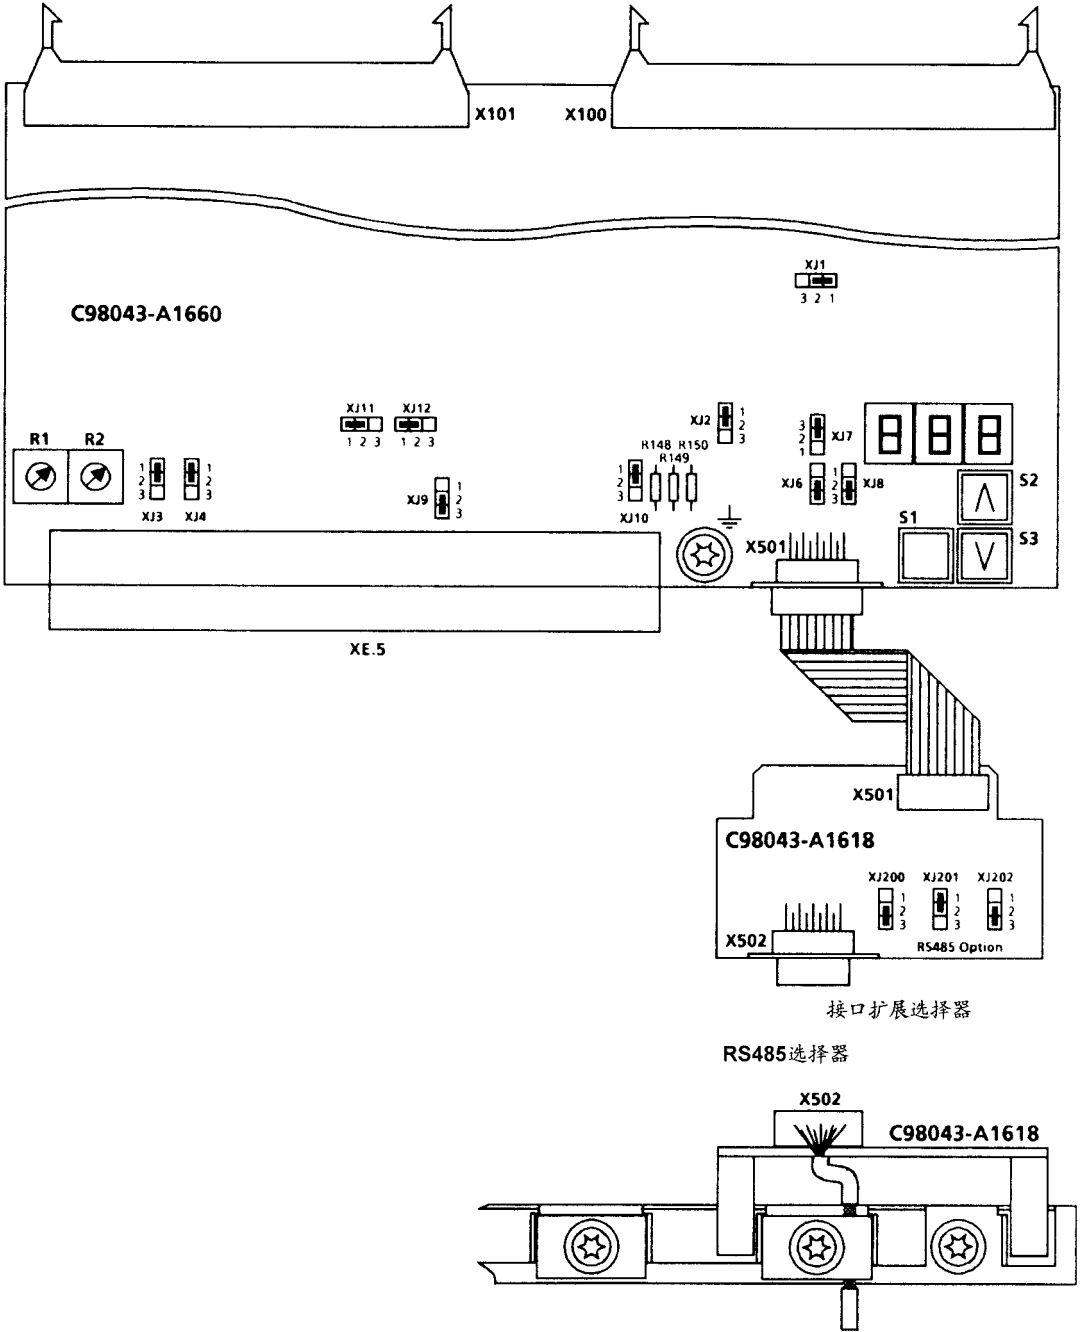 X101
X100
XJ1
3 2 1
C98043-A1660
XJ11
XJ12
1 2 3
1 2 3
XJ2
1
2
3
3
2
1
XJ7
R1
R2
R148 R150
R149
1
2
3
XJ3
1
2
3
XJ4
XJ9
1
2
3
1
2
3
XJ10
XJ6
1
2
3
XJ8
S2
S1
S3
X501
XE.5
X501
C98043-A1618
XJ200
XJ201
XJ202
1
2
3
1
2
3
1
2
3
X502
RS485 Option
接口扩展选择器
RS485选择器
X502
C98043-A1618